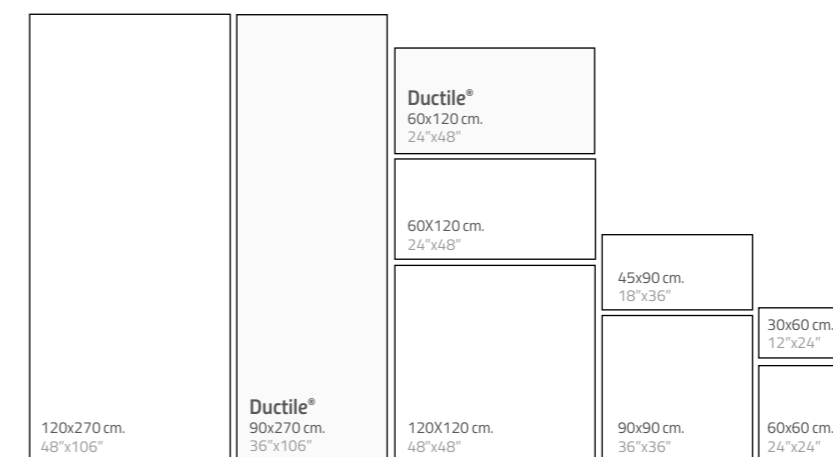 120x270 cm.
48”x106”
Ductile®
90x270 cm.
36”x106”
Ductile®
60x120 cm.
24”x48”
60X120 cm.
24”x48”
120X120 cm.
48”x48”
45x90 cm.
18”x36”
90x90 cm.
36”x36”
30x60 cm.
12”x24”
60x60 cm.
24”x24”